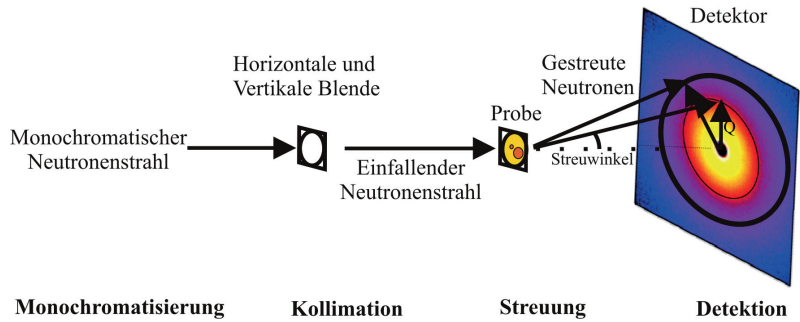 Detektor
Horizontale und
Vertikale Blende
Gestreute
Neutronen
Probe
Monochromatischer
Neutronenstrahl
Q
Einfallender
Neutronenstrahl
Streuwinkel
Monochromatisierung
Kollimation
Streuung
Detektion